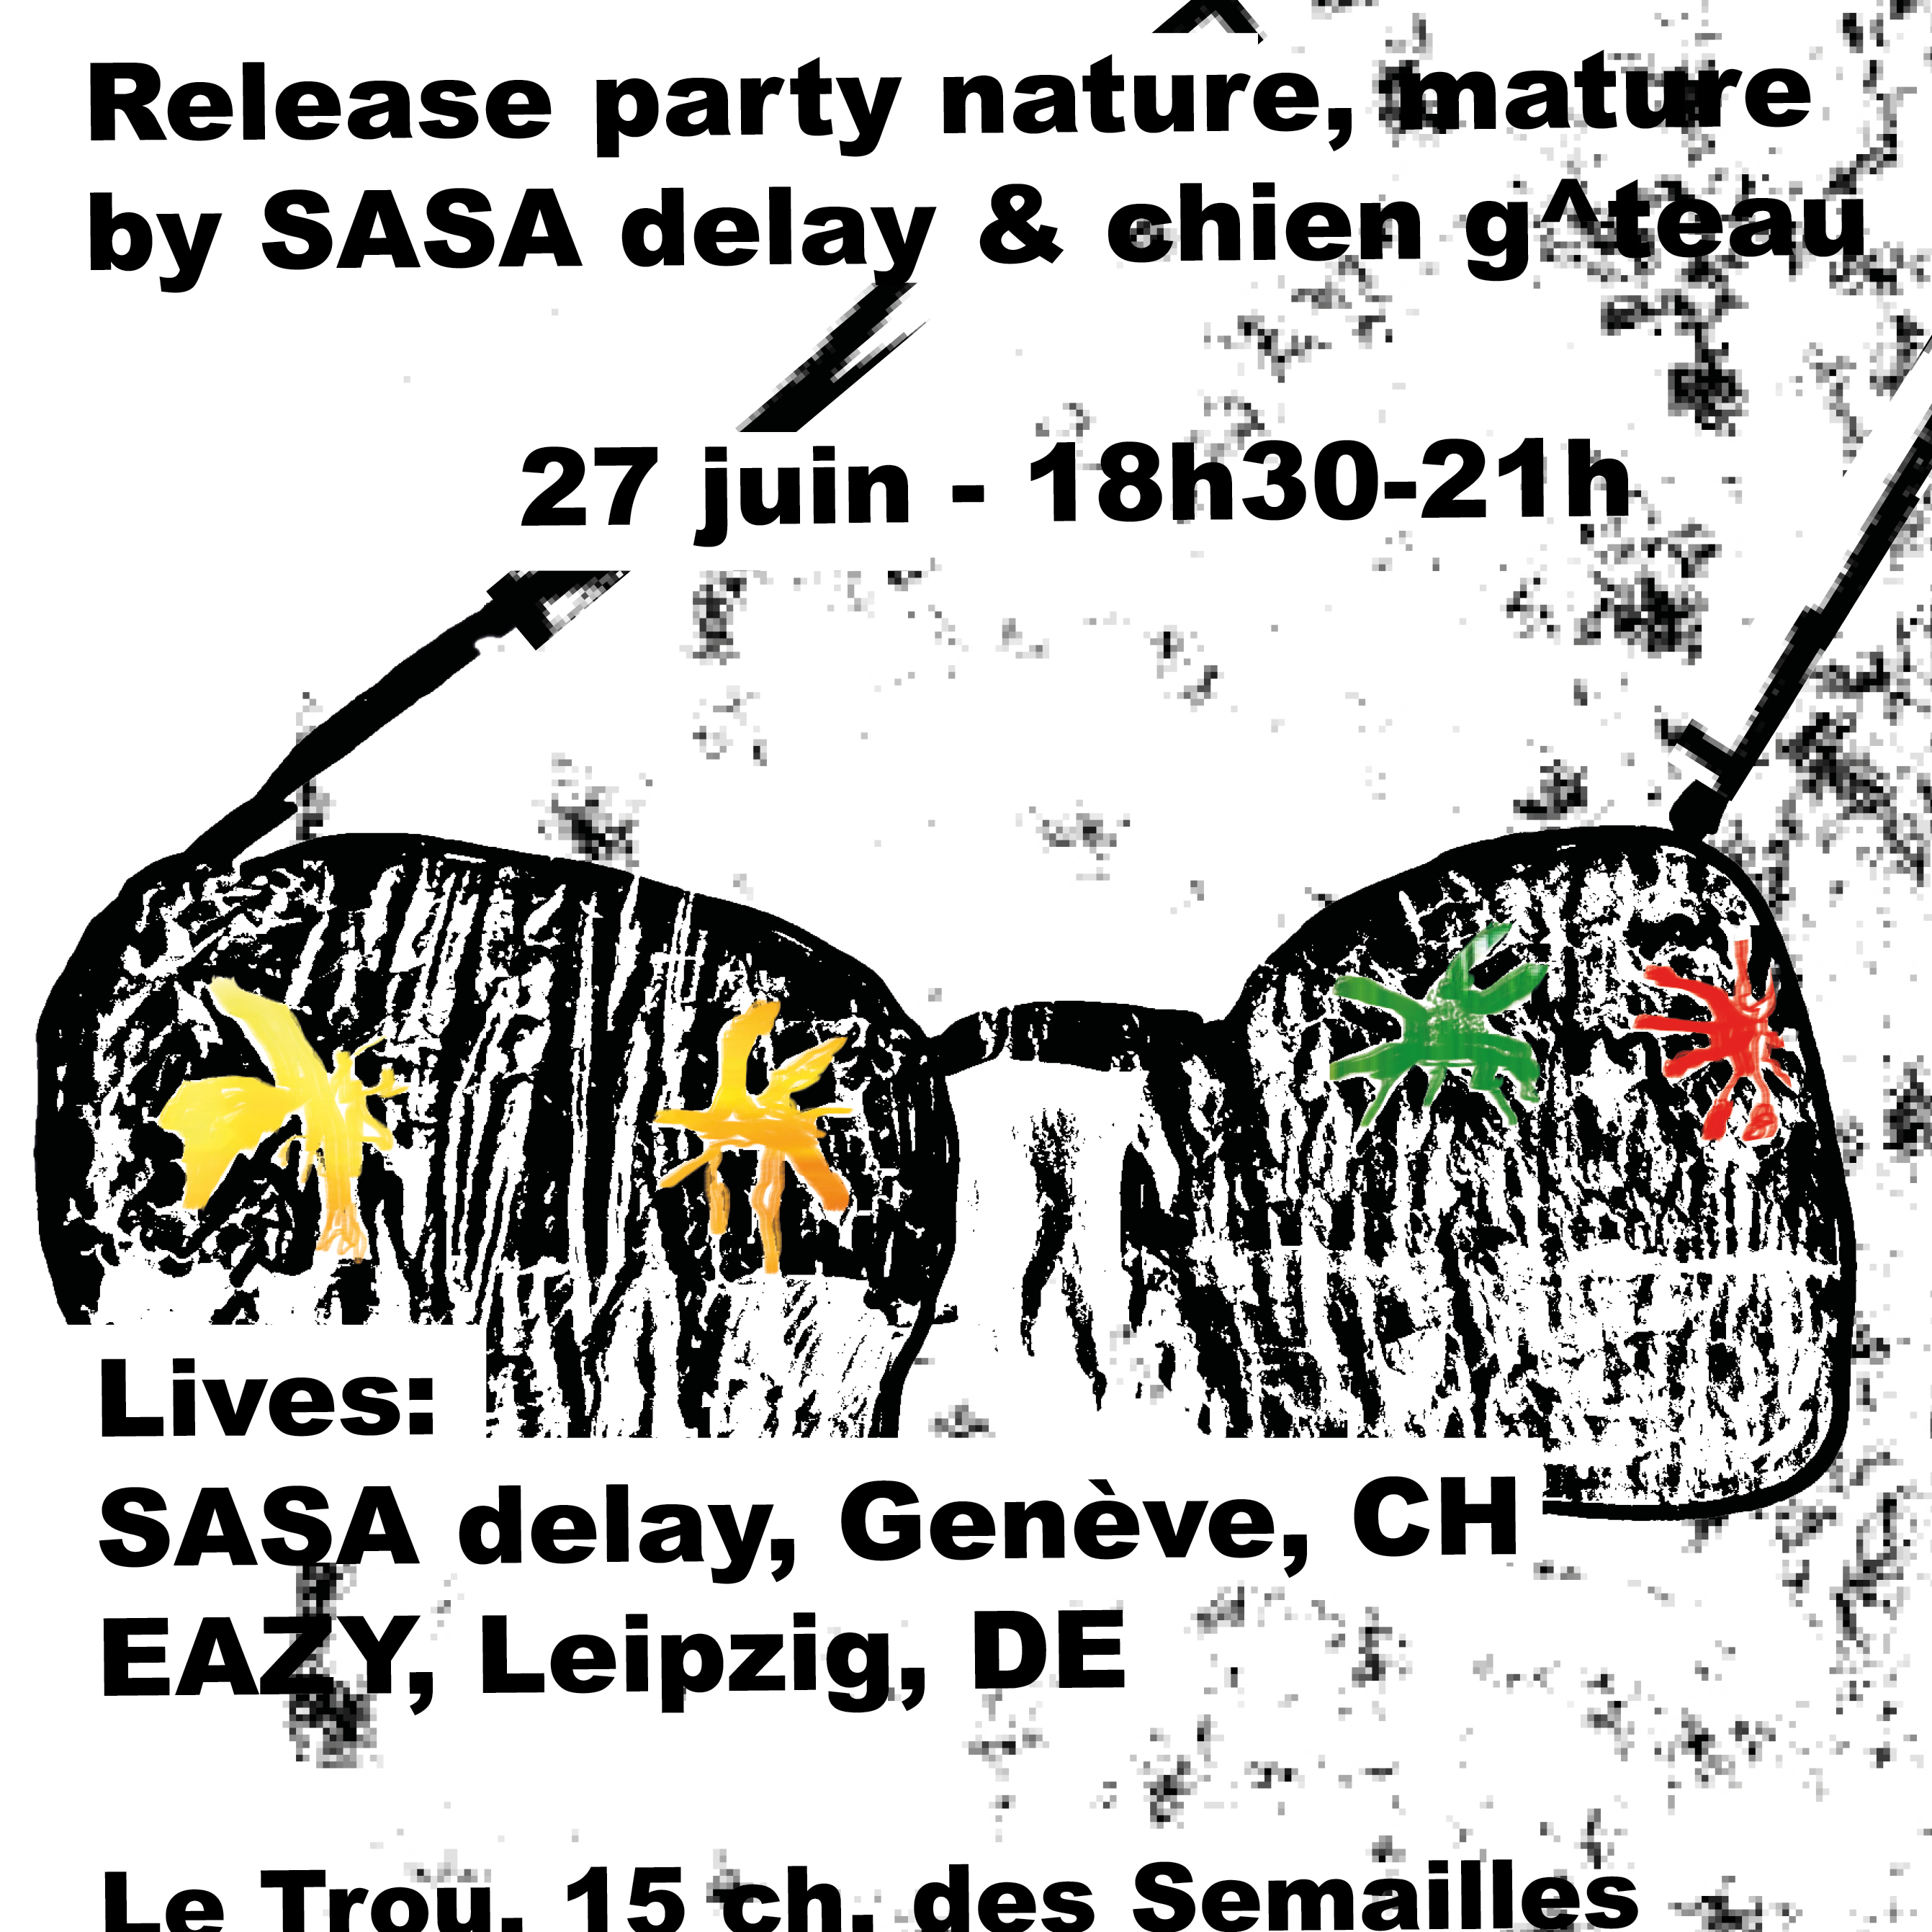 Release party nature, mature
by SASA delay & chien g^teau
27 juin - 18h30-21h
Lives:
SASA delay, Genève, CH
EAZY, Leipzig, DE
Le Trou, 15 ch. des Semailles